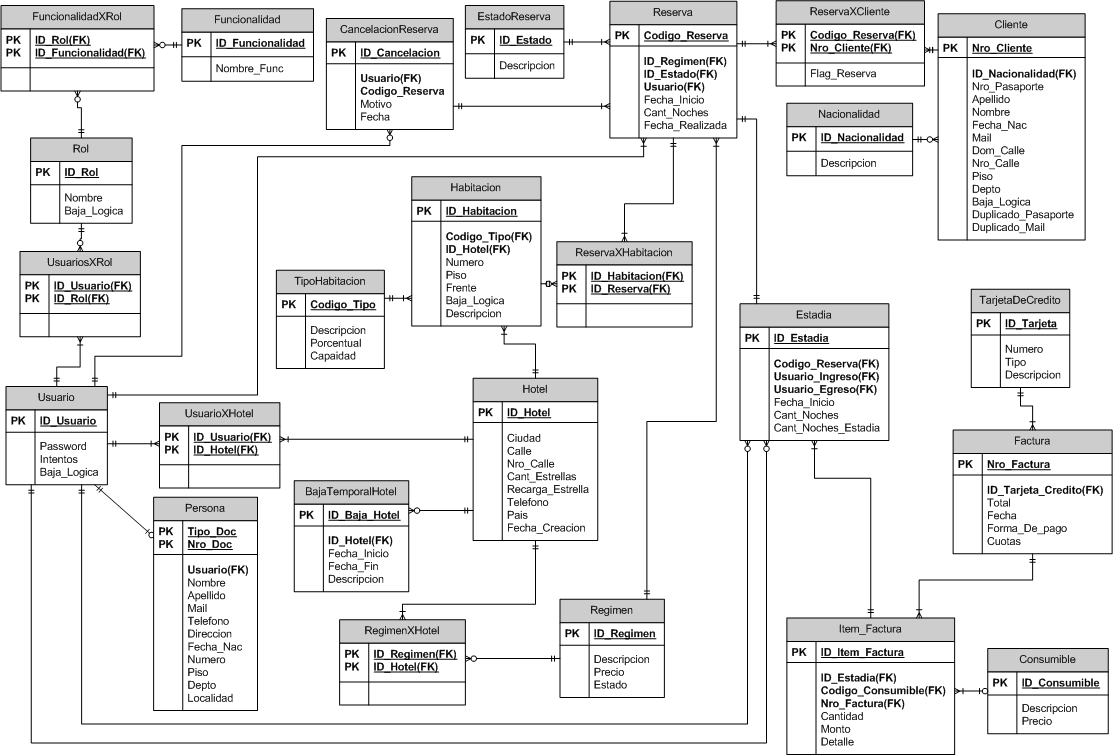 FuncionalidadXRol
PK ID_Rol(FK)
PK ID_Funcionalidad(FK)
Funcionalidad
PK ID_Funcionalidad
Nombre_Func
CancelacionReserva
PK ID_Cancelacion
Usuario(FK)
Codigo_Reserva
Motivo
Fecha
EstadoReserva
PK ID_Estado
Descripcion
Reserva
PK Codigo_Reserva
ID_Regimen(FK)
ID_Estado(FK)
Usuario(FK)
Fecha_Inicio
Cant_Noches
Fecha_Realizada
ReservaXCliente
PK Codigo_Reserva(FK)
PK Nro_Cliente(FK)
Flag_Reserva
Cliente
PK Nro_Cliente
ID_Nacionalidad(FK)
Nro_Pasaporte
Apellido
Nombre
Fecha_Nac
Mail
Dom_Calle
Nro_Calle
Piso
Depto
Baja_Logica
Duplicado_Pasaporte
Duplicado_Mail
Nacionalidad
PK ID_Nacionalidad
Descripcion
Rol
PK ID_Rol
Nombre
Baja_Logica
Habitacion
PK ID_Habitacion
Codigo_Tipo(FK)
ID_Hotel(FK)
Numero
Piso
Frente
Baja_Logica
Descripcion
UsuariosXRol
PK ID_Usuario(FK)
PK ID_Rol(FK)
TipoHabitacion
PK Codigo_Tipo
Descripcion
Porcentual
Capaidad
ReservaXHabitacion
PK ID_Habitacion(FK)
PK ID_Reserva(FK)
Estadia
PK ID_Estadia
Codigo_Reserva(FK)
Usuario_Ingreso(FK)
Usuario_Egreso(FK)
Fecha_Inicio
Cant_Noches
Cant_Noches_Estadia
TarjetaDeCredito
PK ID_Tarjeta
Numero
Tipo
Descripcion
Usuario
PK ID_Usuario
Password
Intentos
Baja_Logica
UsuarioXHotel
PK ID_Usuario(FK)
PK ID_Hotel(FK)
Hotel
PK ID_Hotel
Ciudad
Calle
Nro_Calle
Cant_Estrellas
Recarga_Estrella
Telefono
Pais
Fecha_Creacion
Factura
PK Nro_Factura
ID_Tarjeta_Credito(FK)
Total
Fecha
Forma_De_pago
Cuotas
BajaTemporalHotel
PK ID_Baja_Hotel
ID_Hotel(FK)
Fecha_Inicio
Fecha_Fin
Descripcion
Persona
PK Tipo_Doc
PK Nro_Doc
Usuario(FK)
Nombre
Apellido
Mail
Telefono
Direccion
Fecha_Nac
Numero
Piso
Depto
Localidad
RegimenXHotel
PK ID_Regimen(FK)
PK ID_Hotel(FK)
Regimen
PK ID_Regimen
Descripcion
Precio
Estado
Item_Factura
PK ID_Item_Factura
ID_Estadia(FK)
Codigo_Consumible(FK)
Nro_Factura(FK)
Cantidad
Monto
Detalle
Consumible
PK ID_Consumible
Descripcion
Precio